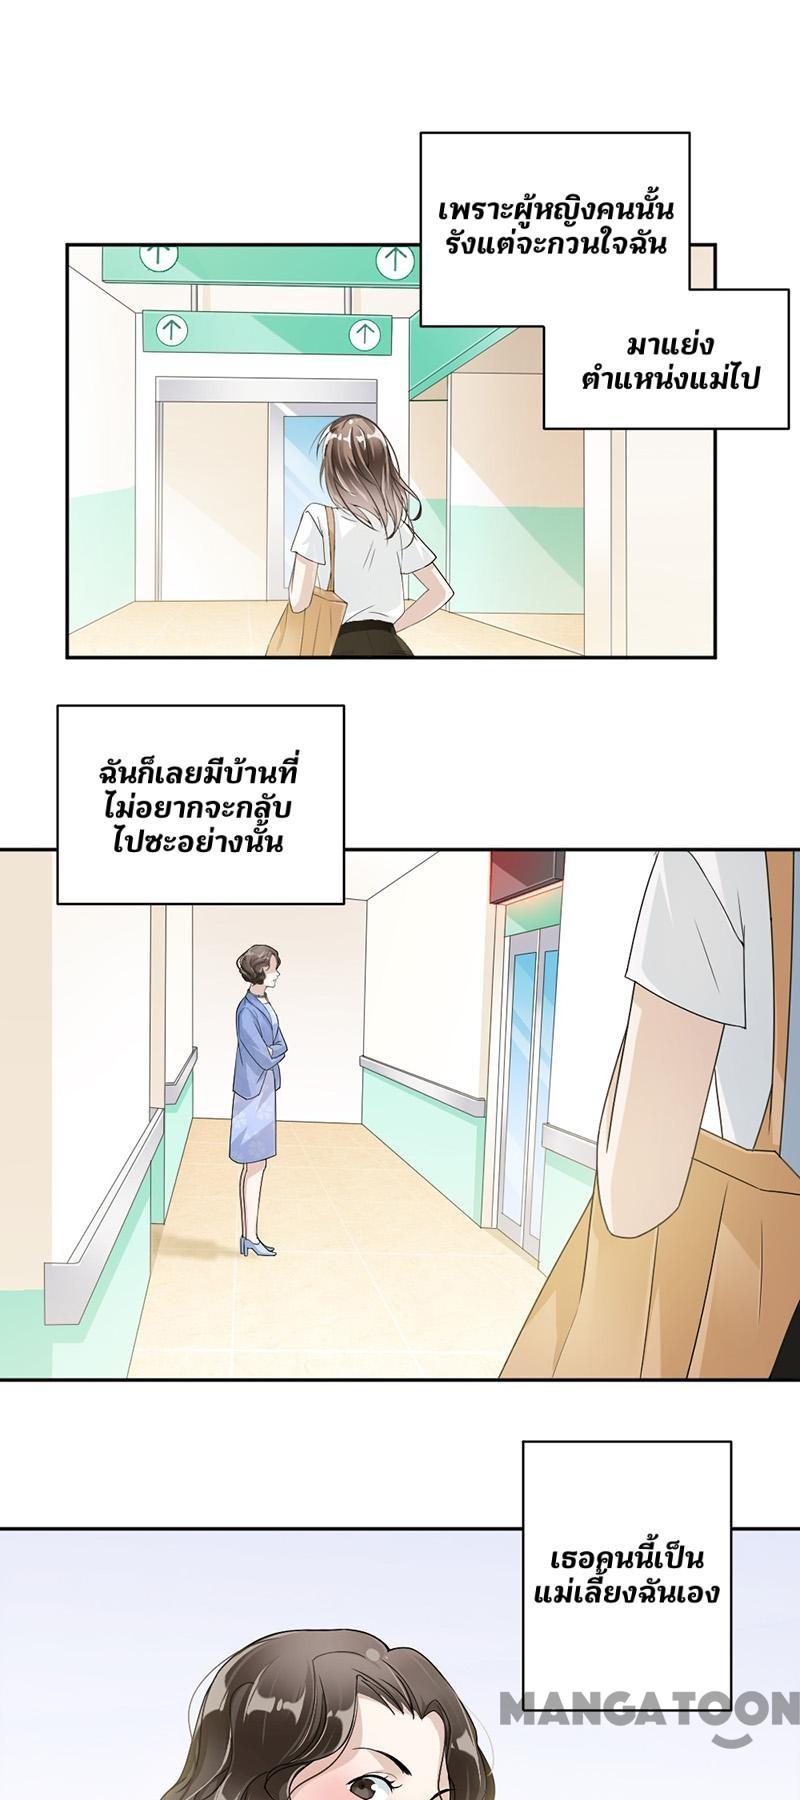 เพราะผู้หญิงคนนั้น
รังแต่จะกวนใจฉัน
มาแย่ง
ตำแหน่งแม่ไป
ฉันก็เลยมีบ้านที่
ไม่อยากจะกลับ
ไปซะอย่างนั้น
เธอคนนี้เป็น
แม่เลี้ยงฉันเอง
MANGATOON